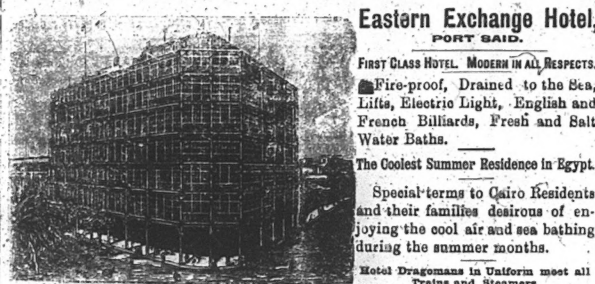 Eastern Exchange Hotel,
PORT SAID.
FIRST CLASS HOTEL. MODERN IN ALL RESPECTS.
Fire-proof, Drained to the Sea,
Lifts, Electric Light, English and
French Billiards, Fresh and Salt
Water Baths.
The Coolest Summer Residence in Egypt.
Special terms to Cairo Residents
and their families desirous of en-
joying the cool air and sea bathing
during the summer months.
Hotel Dragomans in Uniform meet all
Trains and Steamers